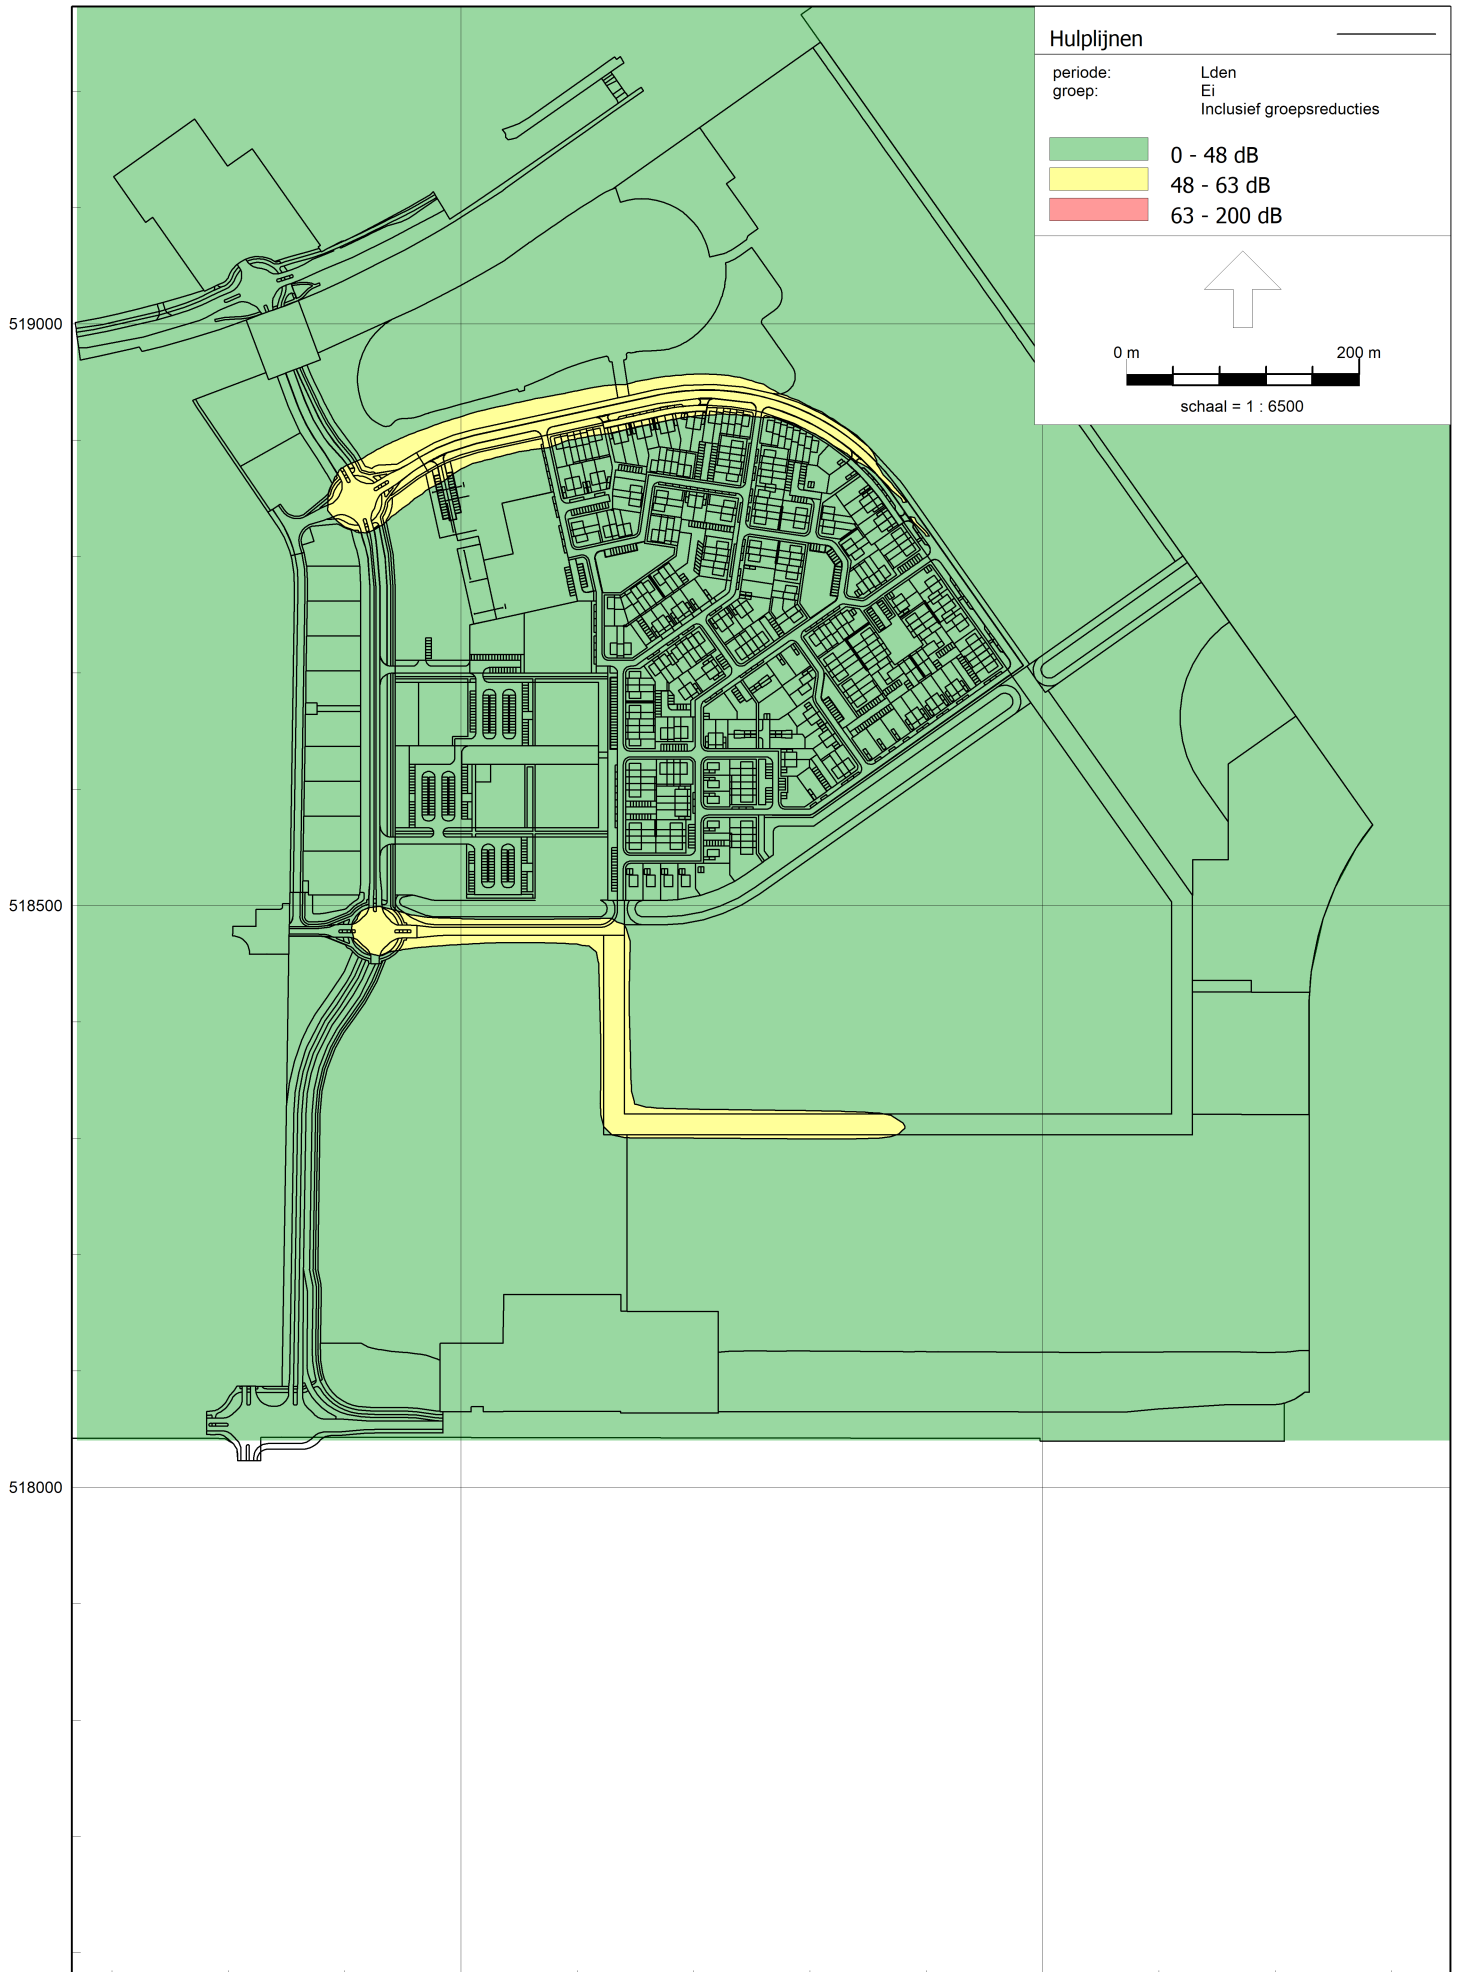 Hulplijnen
periode: Lden
groep: Ei
Inclusief groepsreducties
0 - 48 dB
48 - 63 dB
63 - 200 dB
0 m 200 m
schaal = 1 : 6500
519000
518500
518000